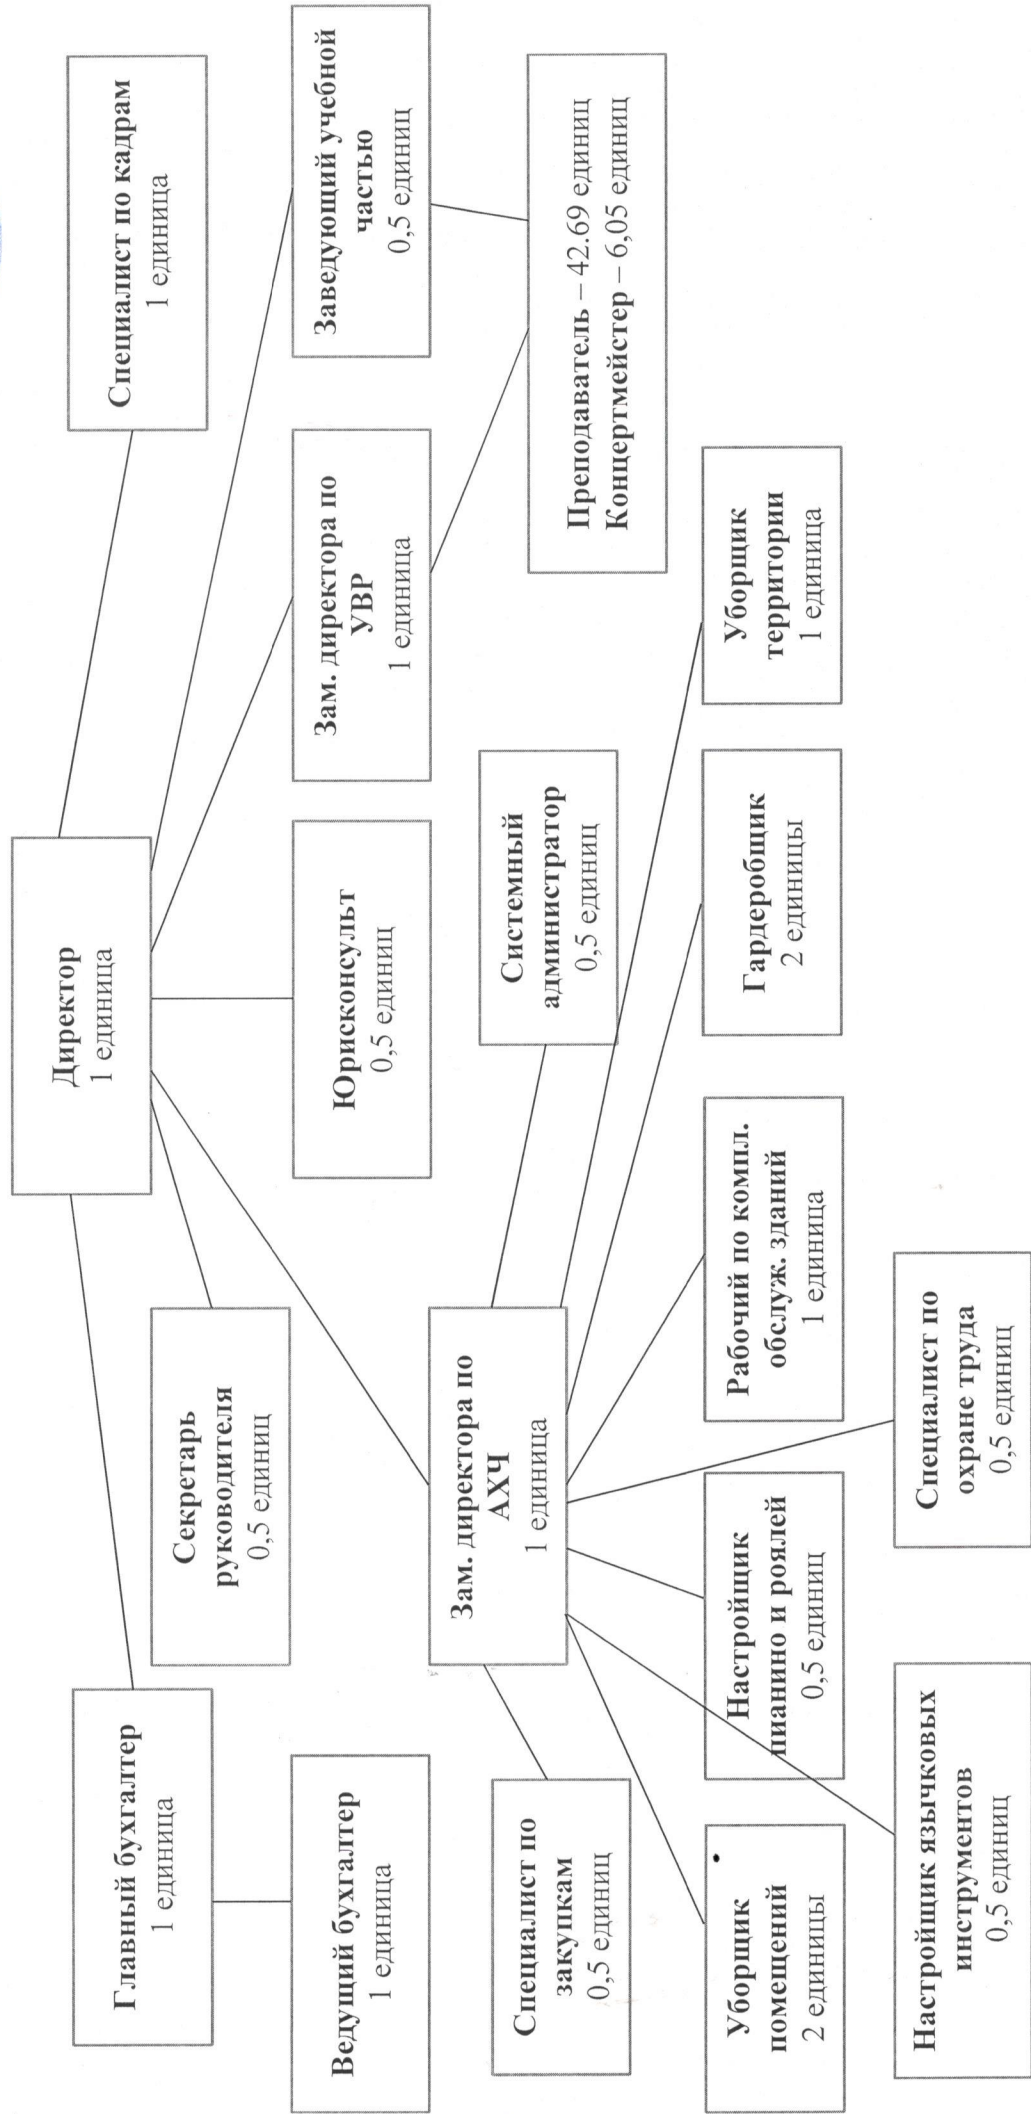 Директор
1 единица
Главный бухгалтер
1 единица
Специалист по кадрам
1 единица
Секретарь
руководителя
0,5 единиц
Ведущий бухгалтер
1 единица
Юрисконсульт
0,5 единиц
Зам. директора по
УВР
1 единица
Заведующий учебной
частью
0,5 единиц
Зам. директора по
АХЧ
1 единица
Специалист по
закупкам
0,5 единиц
Системный
администратор
0,5 единиц
Преподаватель – 42.69 единиц
Концертмейстер – 6,05 единиц
Уборщик
помещений
2 единицы
Настройщик
пианино и роялей
0,5 единиц
Рабочий по компл.
обслуж. зданий
1 единица
Гардеробщик
2 единицы
Уборщик
территории
1 единица
Настройщик язычковых
инструментов
0,5 единиц
Специалист по
охране труда
0,5 единиц